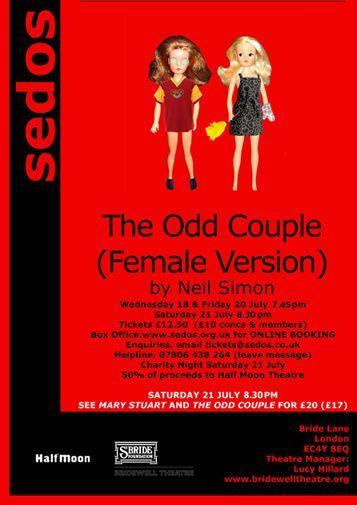 sedos
The Odd Couple
(Female Version)
by Neil Simon
Wednesday 18 & Friday 20 July 7.45pm
Saturday 21 July 8.30pm
Tickets £12.50 (£10 concs & members)
Box Office:www.sedos.org.uk for ONLINE BOOKING
Enquiries: email tickets@sedos.co.uk
Helpline: 07806 438 264 (leave message)
Charity Night Saturday 21 July
50% of proceeds to Half Moon Theatre
SATURDAY 21 JULY 8.30PM
SEE MARY STUART AND THE ODD COUPLE FOR £20 (£17)
Bride Lane
London
EC4Y 8EQ
Theatre Manager:
Lucy Hillard
www.bridewelltheatre.org
Half Moon
S BRIDE
FOUNDATION
BRIDEWELL THEATRE